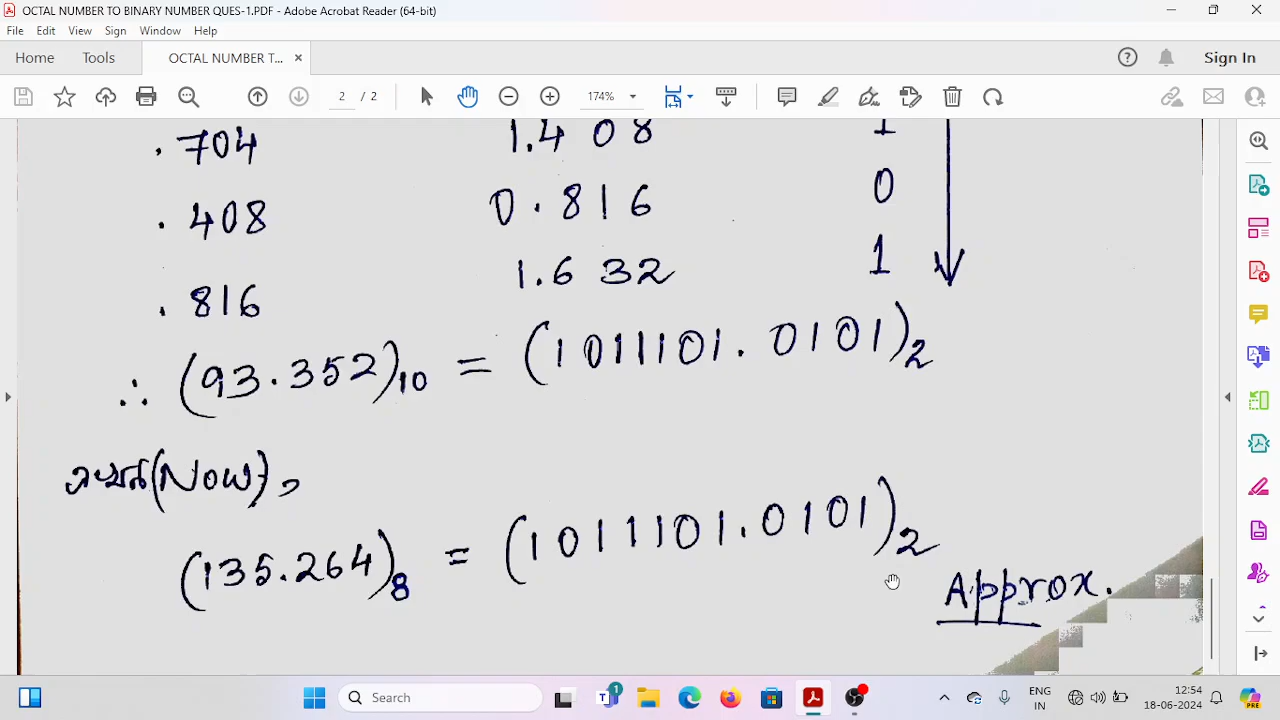 OCTAL NUMBER TO BINARY NUMBER QUES-1.PDF - Adobe Acrobat Reader (64-bit)
File Edit View Sign Window Help
Home Tools OCTAL NUMBER T... × Sign In
2 / 2 174%
.704 1.408 1
.408 0.816 0
.816 1.632 1
∴ (93.352)10 = (1011101.0101)2
এখন (Now),
(135.264)8 = (1011101.0101)2
Approx.
Search
1
ENG
IN
12:54
18-06-2024
PRE